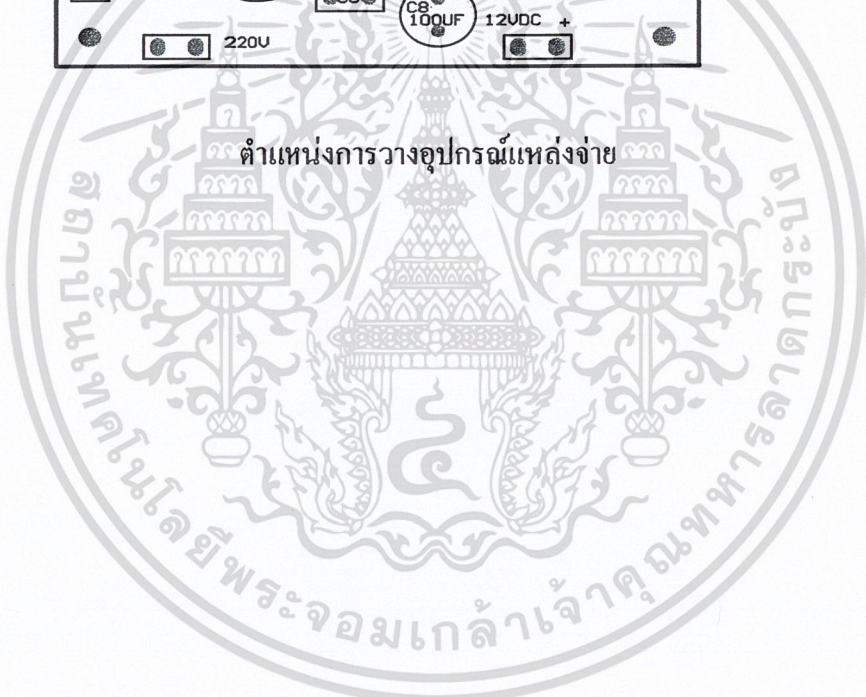 C8
100UF 12VDC +
220V
ตำแหน่งการวางอุปกรณ์แหล่งจ่าย
สถาบันเทคโนโลยีพระจอมเกล้าเจ้าคุณทหารลาดกระบัง